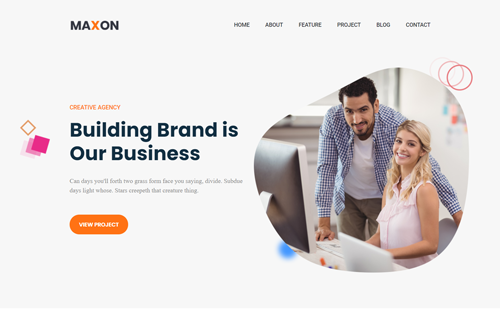 MAXON
HOME ABOUT FEATURE PROJECT BLOG CONTACT
CREATIVE AGENCY
Building Brand is
Our Business
Can days you'll forth two grass form face you saying, divide. Subdue
days light whose. Stars creepeth that creature thing.
VIEW PROJECT